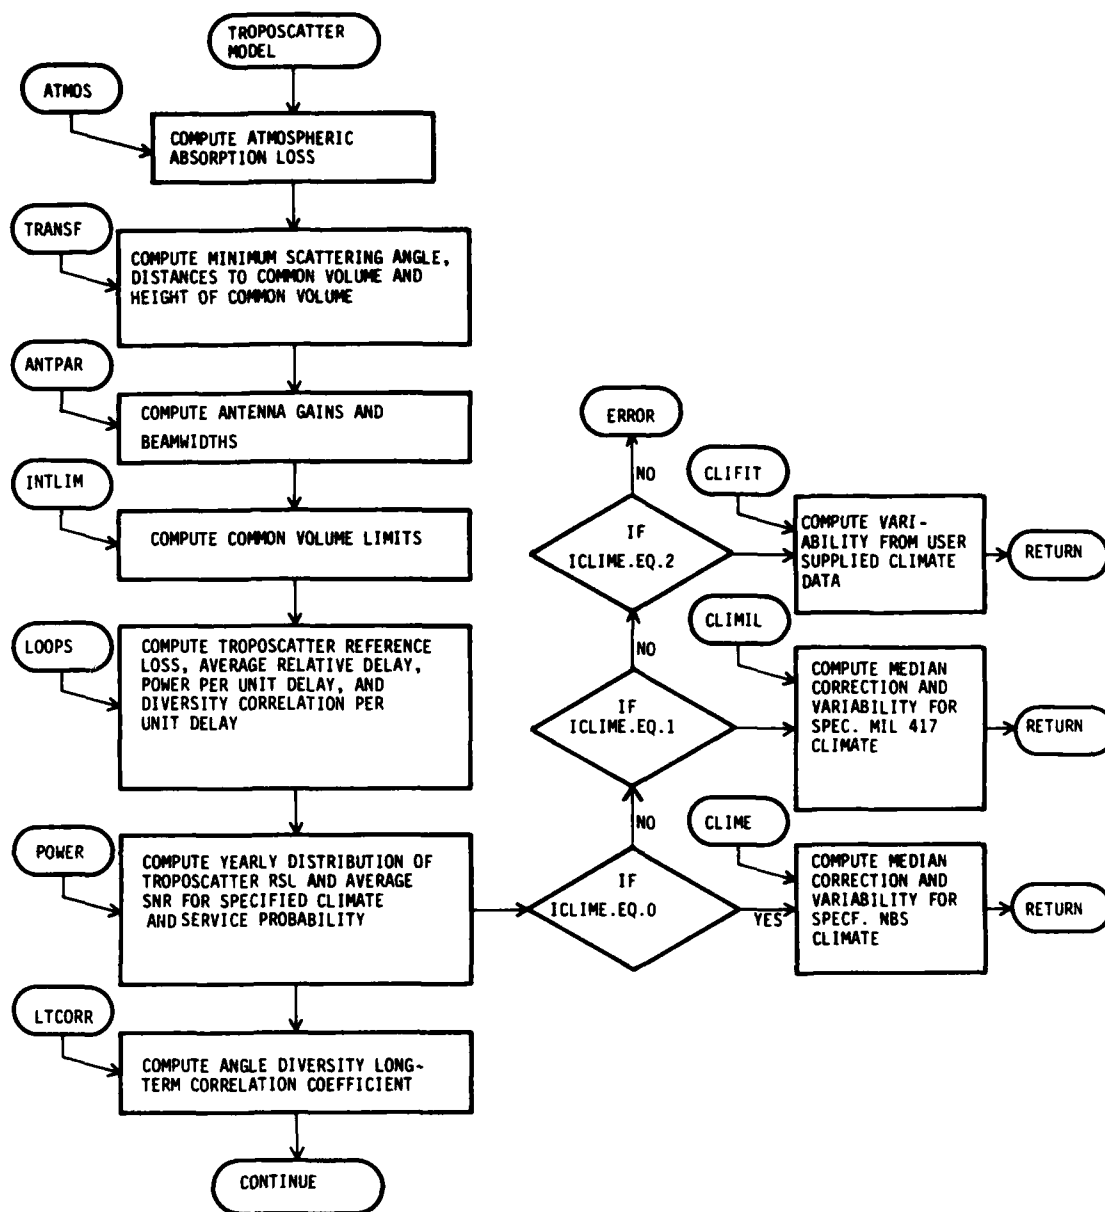 TROPOSCATTER
MODEL
ATMOS
COMPUTE ATMOSPHERIC
ABSORPTION LOSS
TRANSF
COMPUTE MINIMUM SCATTERING ANGLE,
DISTANCES TO COMMON VOLUME AND
HEIGHT OF COMMON VOLUME
ANTPAR
COMPUTE ANTENNA GAINS AND
BEAMWIDTHS
INTLIM
COMPUTE COMMON VOLUME LIMITS
LOOPS
COMPUTE TROPOSCATTER REFERENCE
LOSS, AVERAGE RELATIVE DELAY,
POWER PER UNIT DELAY, AND
DIVERSITY CORRELATION PER
UNIT DELAY
POWER
COMPUTE YEARLY DISTRIBUTION OF
TROPOSCATTER RSL AND AVERAGE
SNR FOR SPECIFIED CLIMATE
AND SERVICE PROBABILITY
LTCORR
COMPUTE ANGLE DIVERSITY LONG-
TERM CORRELATION COEFFICIENT
CONTINUE
ERROR
NO
IF
ICLIME.EQ.2
CLIFIT
COMPUTE VARI-
ABILITY FROM USER
SUPPLIED CLIMATE
DATA
RETURN
NO
IF
ICLIME.EQ.1
CLIMIL
COMPUTE MEDIAN
CORRECTION AND
VARIABILITY FOR
SPEC. MIL 417
CLIMATE
RETURN
NO
IF
ICLIME.EQ.0
YES
CLIME
COMPUTE MEDIAN
CORRECTION AND
VARIABILITY FOR
SPECF. NBS
CLIMATE
RETURN